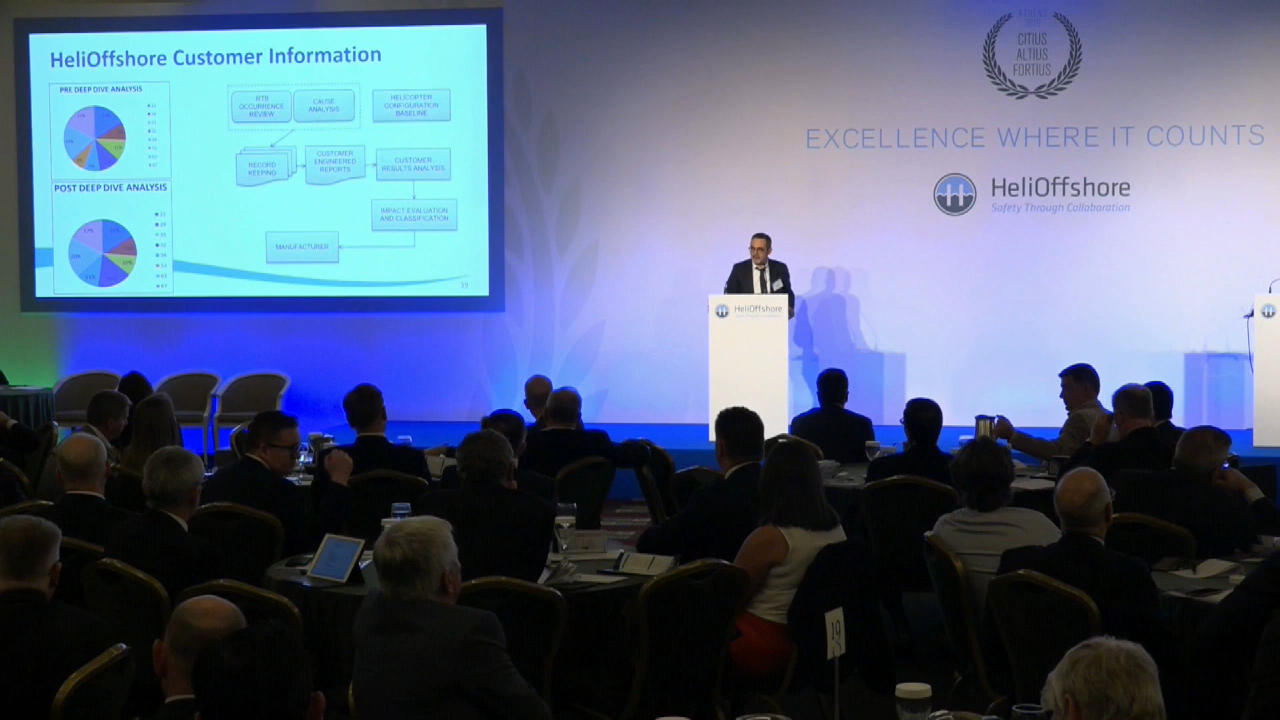 HeliOffshore Customer Information
PRE DEEP DIVE ANALYSIS
POST DEEP DIVE ANALYSIS
RTB
OCCURRENCE
REVIEW
CAUSE
ANALYSIS
HELICOPTER
CONFIGURATION
BASELINE
RECORD
KEEPING
CUSTOMER
ENGINEERED
REPORTS
CUSTOMER
RESULTS ANALYSIS
IMPACT EVALUATION
AND CLASSIFICATION
MANUFACTURER
19
CITIUS
ALTIUS
FORTIUS
EXCELLENCE WHERE IT COUNTS
HeliOffshore
Safety Through Collaboration
HeliOffshore
19